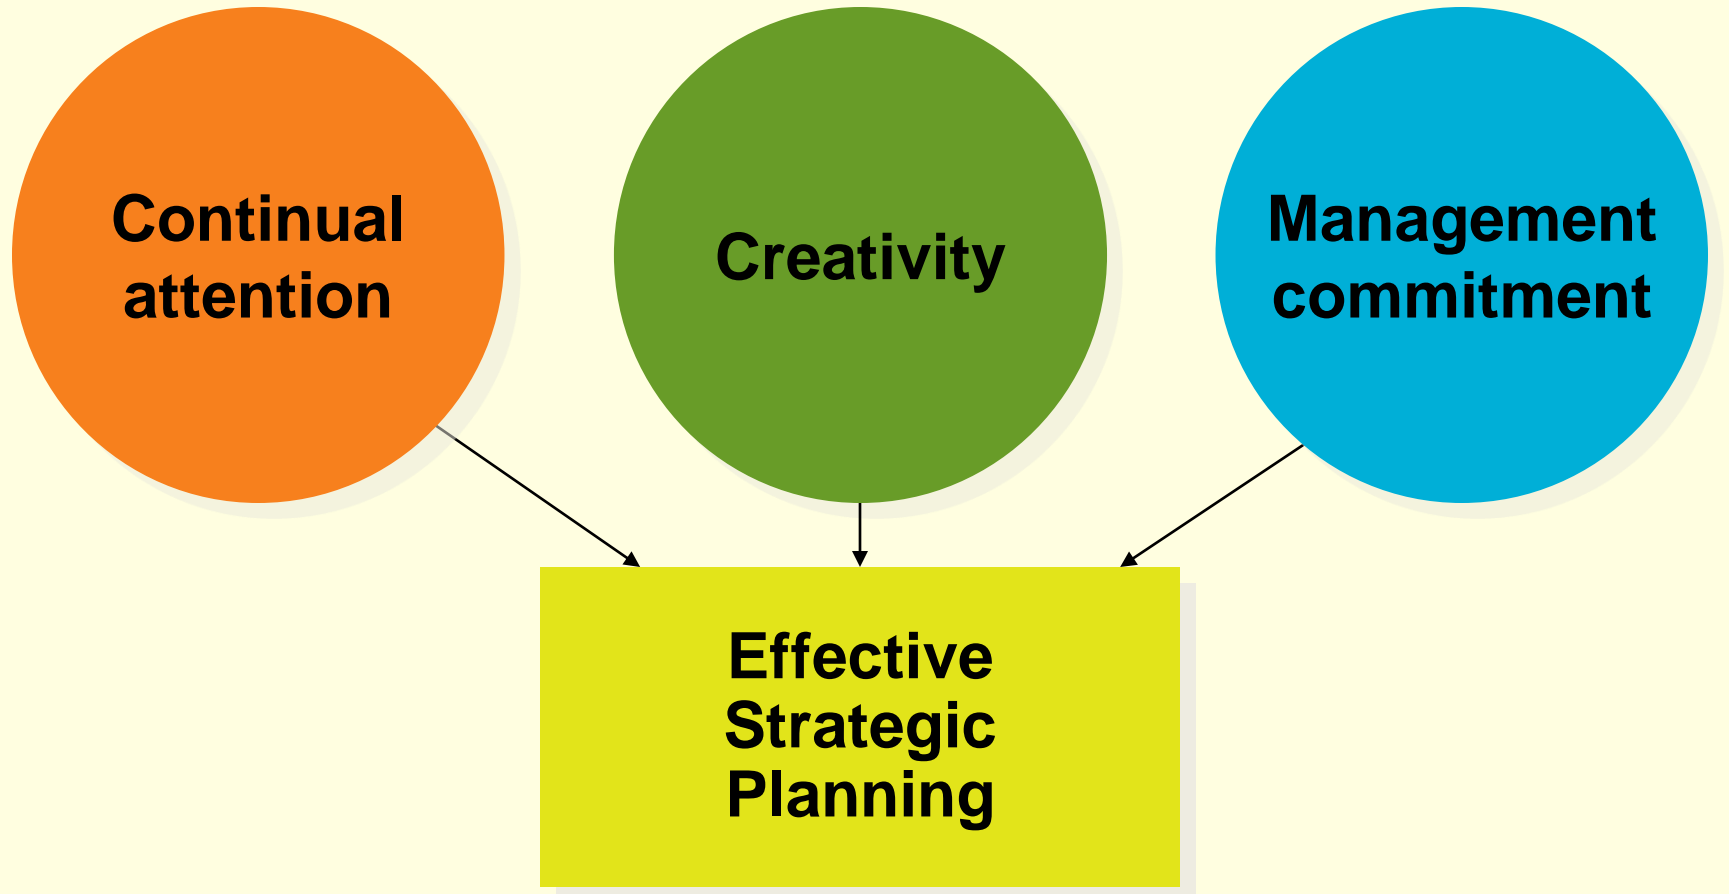 Continual
attention
Creativity
Management
commitment
Effective
Strategic
Planning